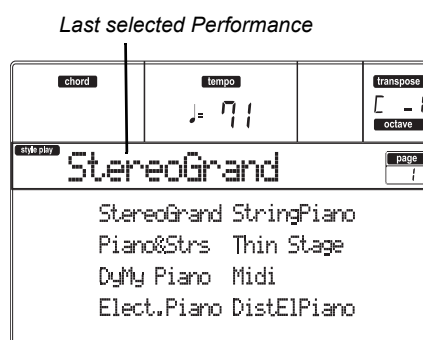 Last selected Performance
chord tempo transpose
♩= 71 C -1
octave
style play StereoGrand page
1
StereoGrand StringPiano
Piano&Strs Thin Stage
DyMy Piano Midi
Elect.Piano DistElPiano